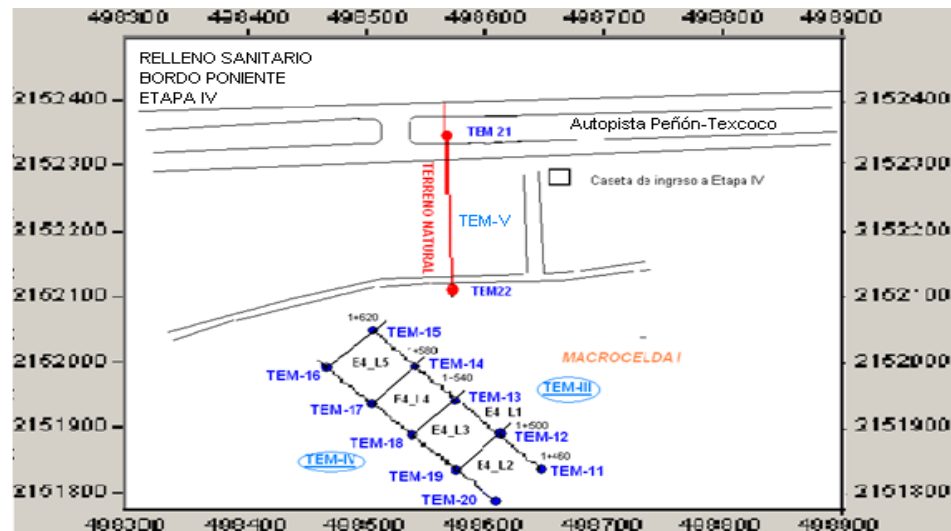 498300 498400 498500 498600 498700 498800 498900
RELLENO SANITARIO
BORDO PONIENTE
ETAPA IV
2152400 2152400
TEM 21
Autopista Peñón-Texcoco
2152300 2152300
TERRENO NATURAL
Caseta de ingreso a Etapa IV
TEM-V
2152200 2152200
TEM22
2152100 2152100
1+620
TEM-15
1+580
TEM-14
MACROCELDA I
2152000 2152000
E4_L5
TEM-16
1-540
TEM-13
TEM-III
E4_L4
TEM-17
E4_L1
1+500
TEM-12
2151900 2151900
E4_L3
TEM-18
1+460
TEM-11
TEM-IV
E4_L2
TEM-19
TEM-20
2151800 2151800
498300 498400 498500 498600 498700 498800 498900